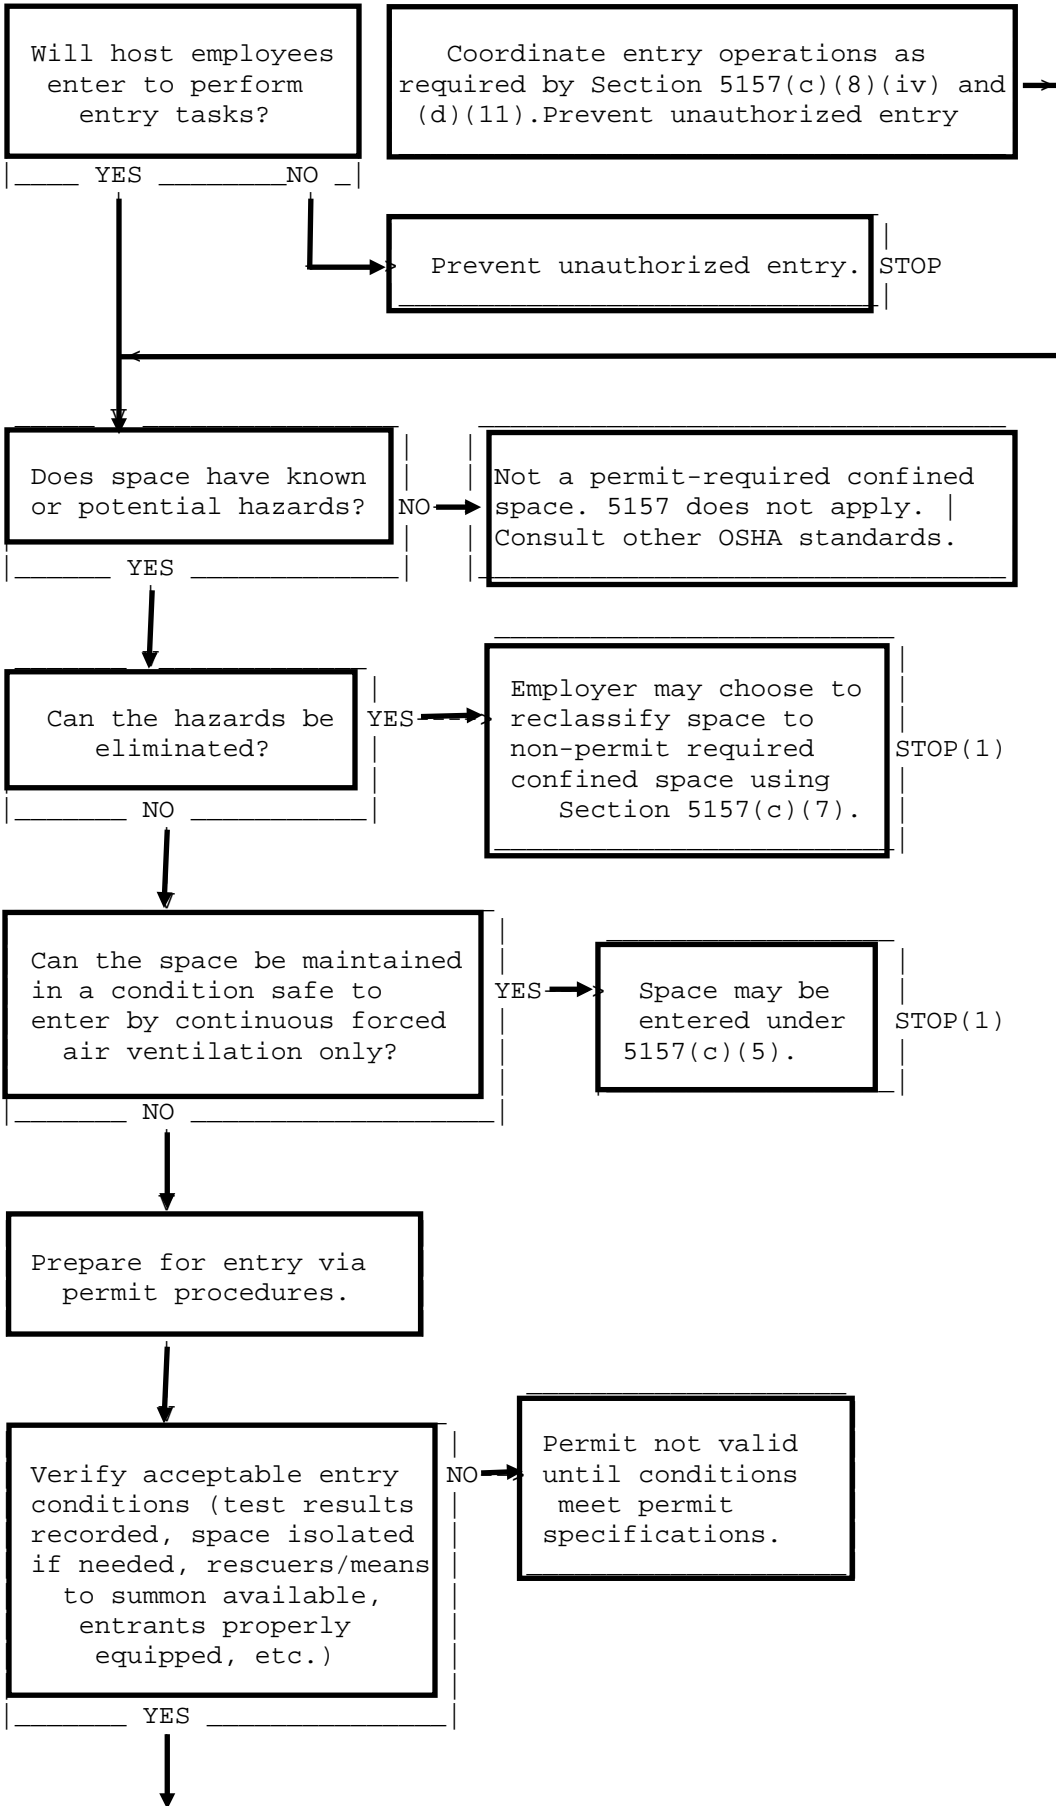 Will host employees
enter to perform
entry tasks?
YES
NO
Coordinate entry operations as
required by Section 5157(c)(8)(iv) and
(d)(11).Prevent unauthorized entry
Prevent unauthorized entry.
STOP
Does space have known
or potential hazards?
NO
YES
Not a permit-required confined
space. 5157 does not apply. |
Consult other OSHA standards.
Can the hazards be
eliminated?
YES
NO
Employer may choose to
reclassify space to
non-permit required
confined space using
Section 5157(c)(7).
STOP(1)
Can the space be maintained
in a condition safe to
enter by continuous forced
air ventilation only?
YES
NO
Space may be
entered under
5157(c)(5).
STOP(1)
Prepare for entry via
permit procedures.
Verify acceptable entry
conditions (test results
recorded, space isolated
if needed, rescuers/means
to summon available,
entrants properly
equipped, etc.)
NO
YES
Permit not valid
until conditions
meet permit
specifications.